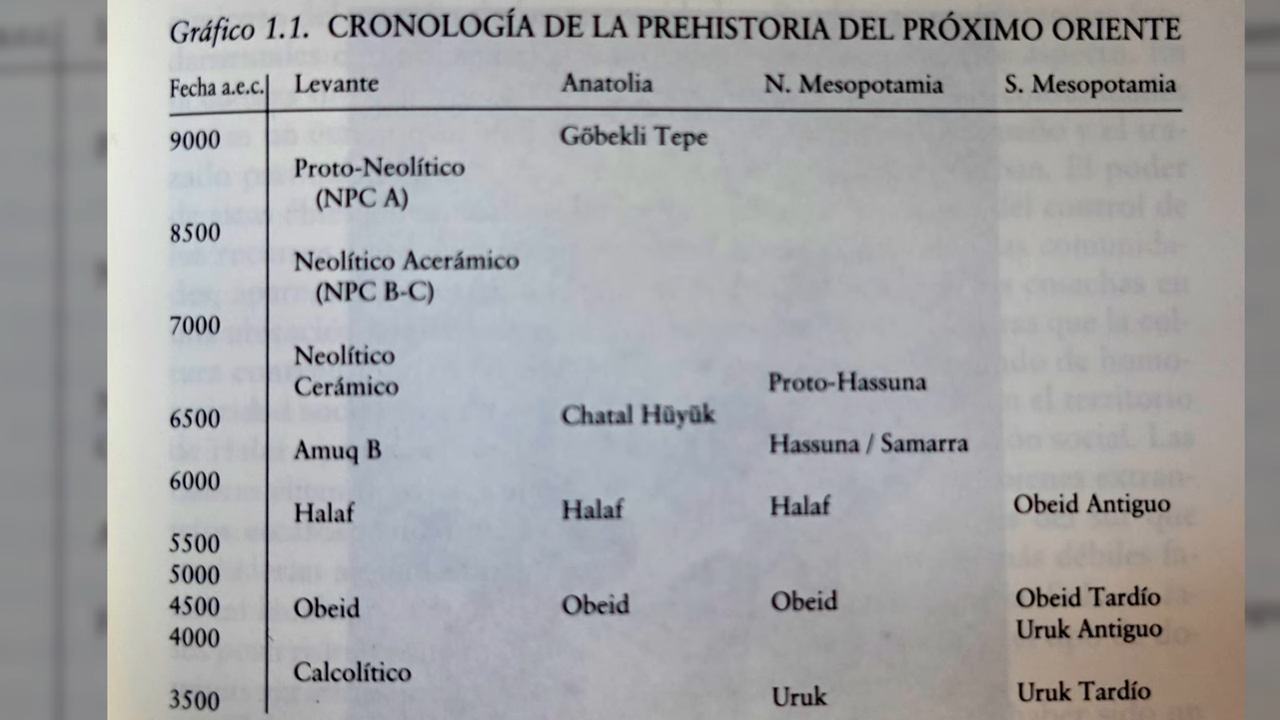 Gráfico 1.1. CRONOLOGÍA DE LA PREHISTORIA DEL PRÓXIMO ORIENTE
Fecha a.e.c. Levante Anatolia N. Mesopotamia S. Mesopotamia
9000 Göbekli Tepe
Proto-Neolítico
(NPC A)
8500
Neolítico Acerámico
(NPC B-C)
7000
Neolítico
Cerámico Proto-Hassuna
6500 Chatal Hüyük
Amuq B Hassuna / Samarra
6000
Halaf Halaf Halaf Obeid Antiguo
5500
5000
4500 Obeid Obeid Obeid Obeid Tardío
4000 Uruk Antiguo
Calcolítico
3500 Uruk Uruk Tardío